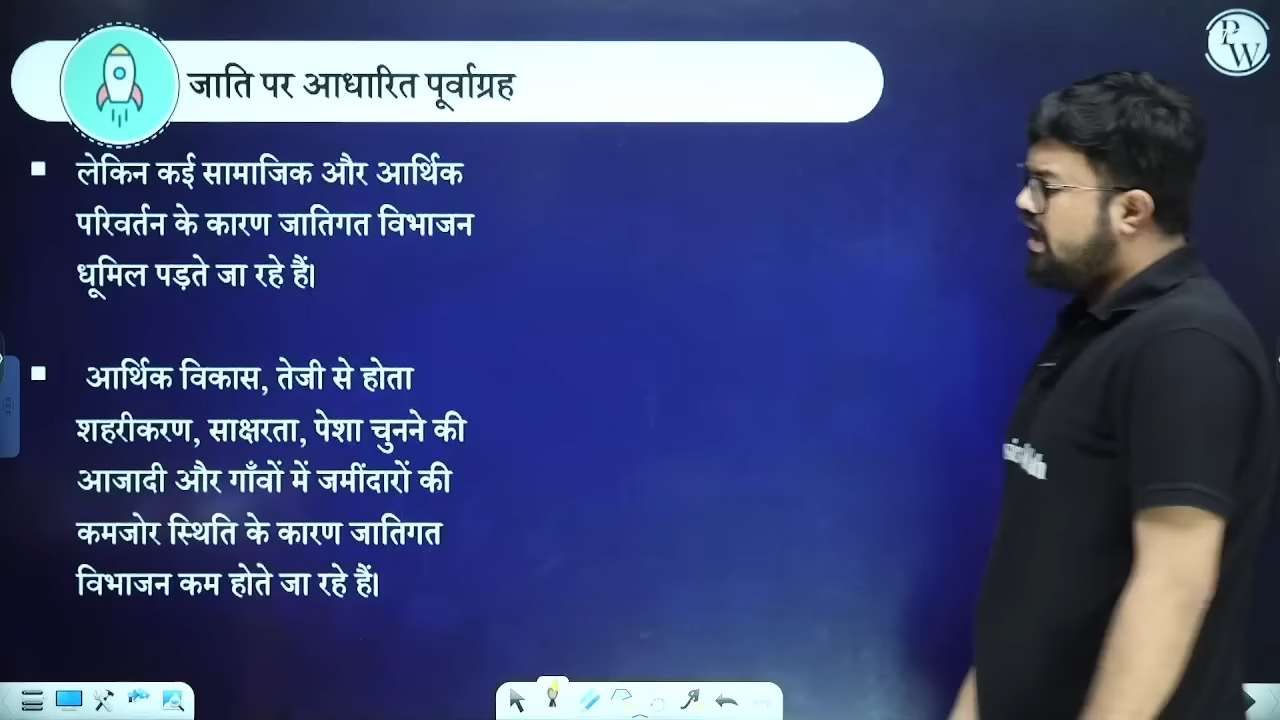 PW
जाति पर आधारित पूर्वाग्रह
लेकिन कई सामाजिक और आर्थिक
परिवर्तन के कारण जातिगत विभाजन
धूमिल पड़ते जा रहे हैं।
आर्थिक विकास, तेजी से होता
शहरीकरण, साक्षरता, पेशा चुनने की
आजादी और गाँवों में जमींदारों की
कमजोर स्थिति के कारण जातिगत
विभाजन कम होते जा रहे हैं।